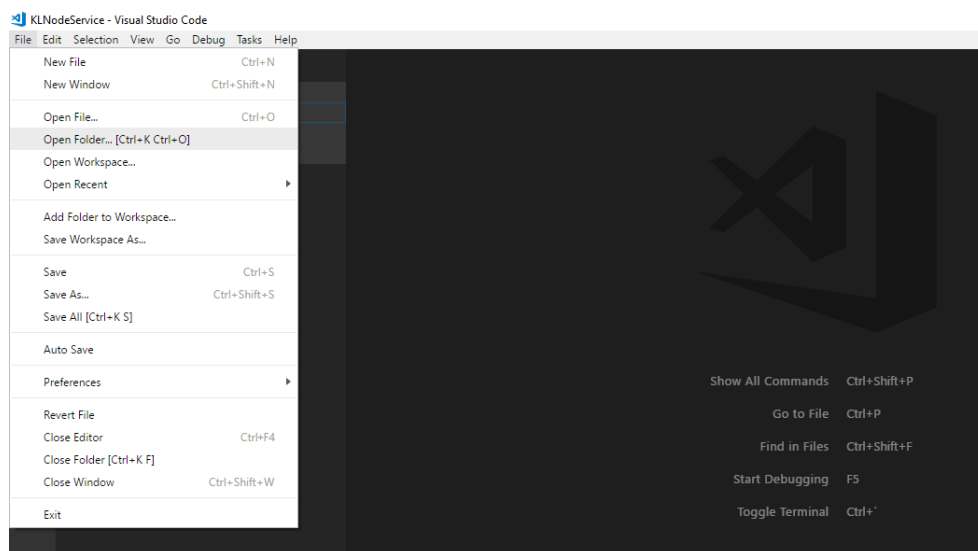 KLNodeService - Visual Studio Code
File Edit Selection View Go Debug Tasks Help
New File Ctrl+N
New Window Ctrl+Shift+N
Open File... Ctrl+O
Open Folder... [Ctrl+K Ctrl+O]
Open Workspace...
Open Recent
Add Folder to Workspace...
Save Workspace As...
Save Ctrl+S
Save As... Ctrl+Shift+S
Save All [Ctrl+K S]
Auto Save
Preferences
Revert File
Close Editor Ctrl+F4
Close Folder [Ctrl+K F]
Close Window Ctrl+Shift+W
Exit
Show All Commands Ctrl+Shift+P
Go to File Ctrl+P
Find in Files Ctrl+Shift+F
Start Debugging F5
Toggle Terminal Ctrl+`